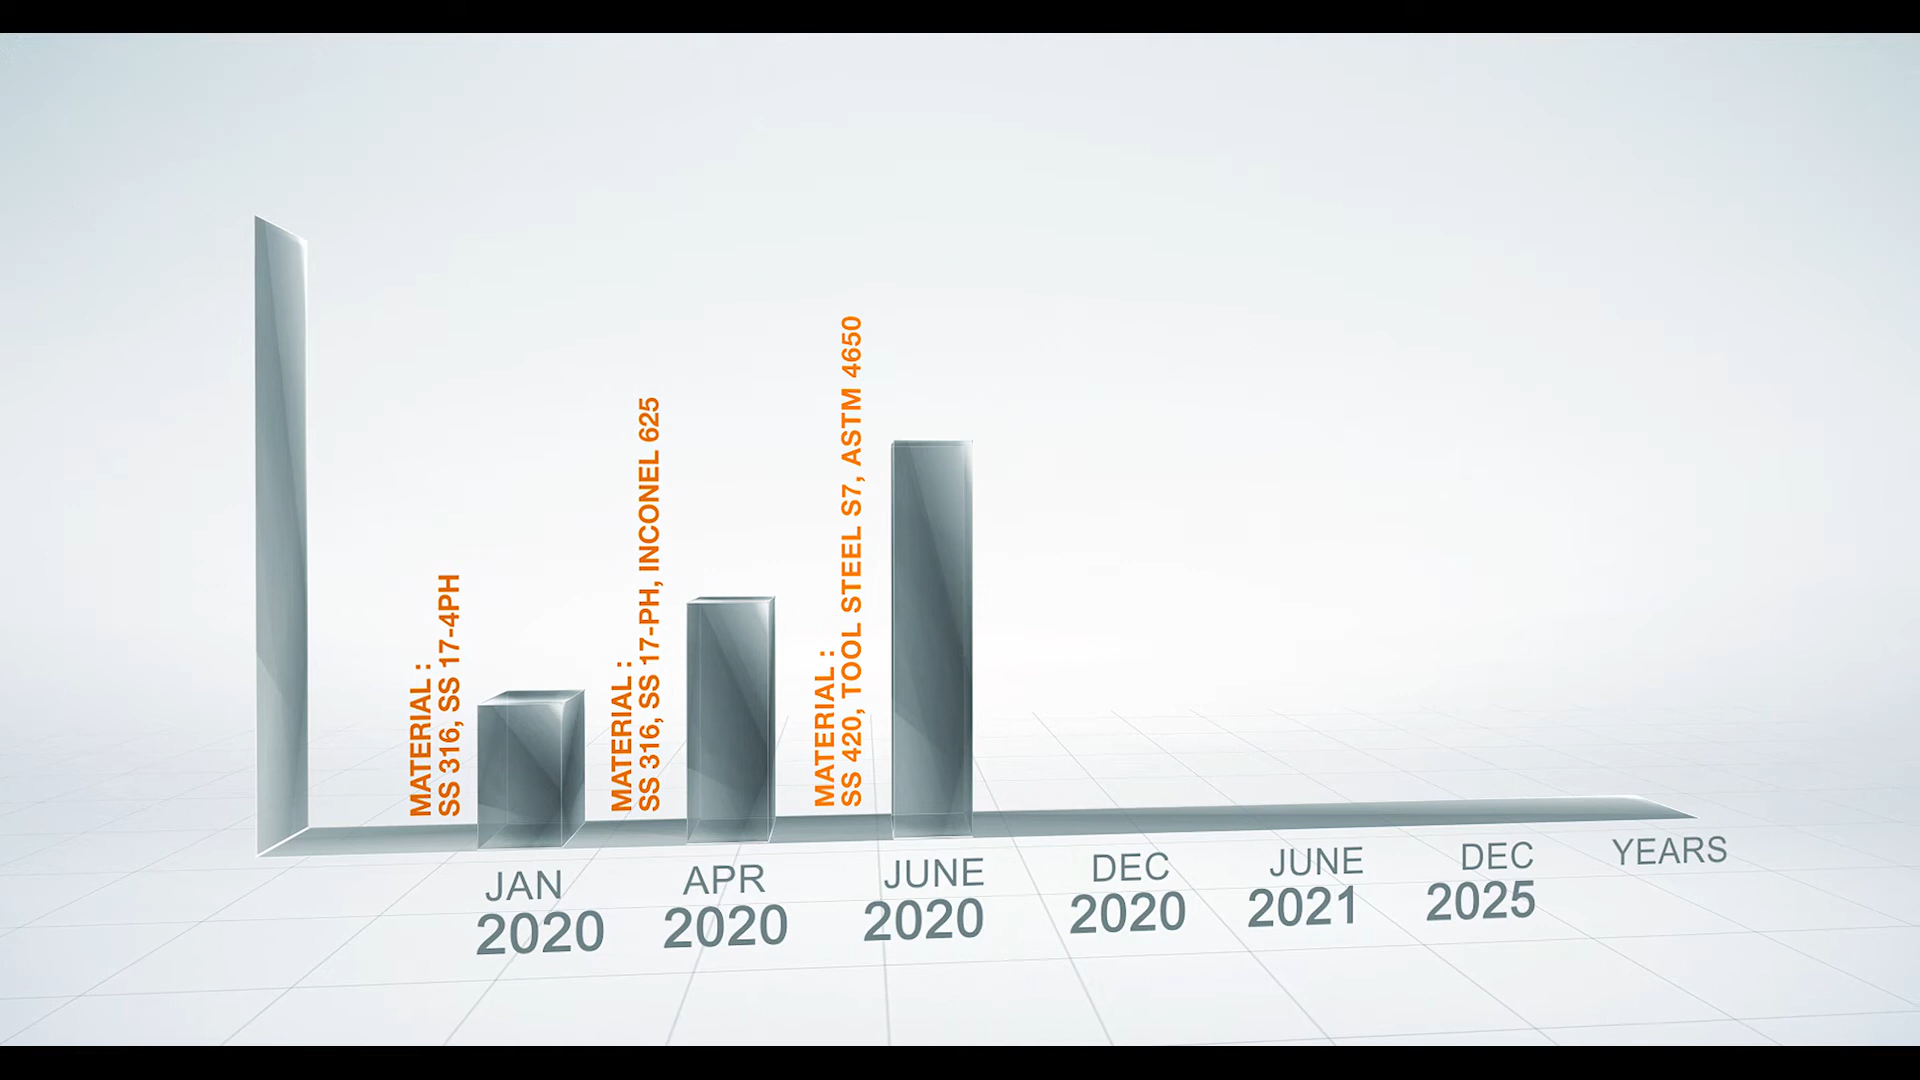 MATERIAL :
SS 316, SS 17-4PH
MATERIAL :
SS 316, SS 17-PH, INCONEL 625
MATERIAL :
SS 420, TOOL STEEL S7, ASTM 4650
JAN
2020
APR
2020
JUNE
2020
DEC
2020
JUNE
2021
DEC
2025
YEARS